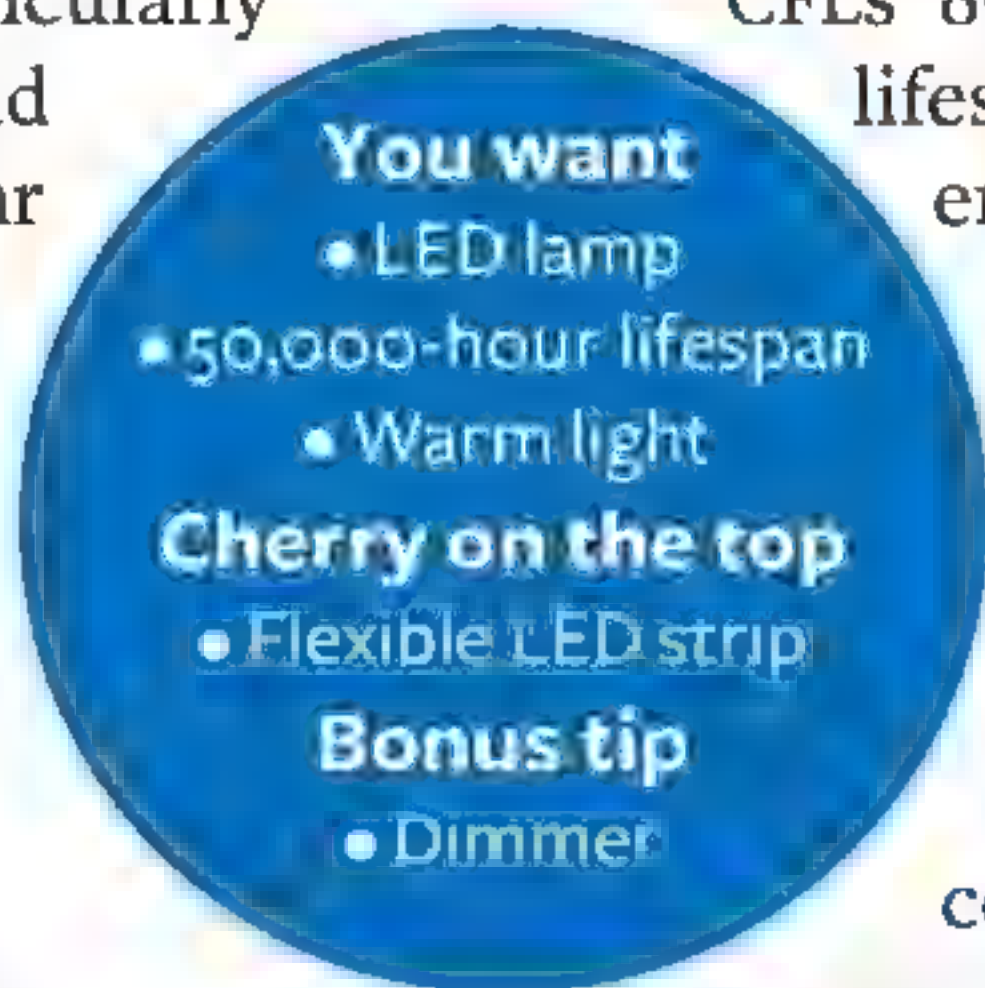 You want
• LED lamp
• 50,000-hour lifespan
• Warm light
Cherry on the top
• Flexible LED strip
Bonus tip
• Dimmer